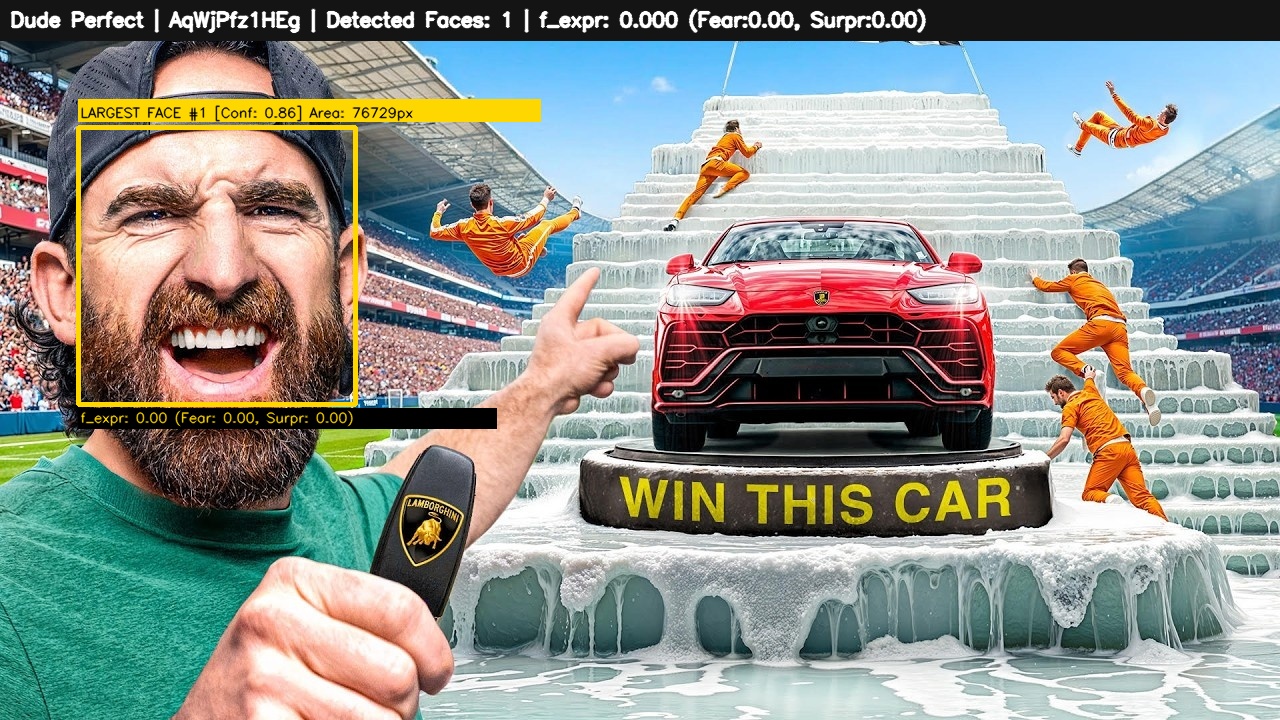 Dude Perfect | AqWjPfz1HEg | Detected Faces: 1 | f_expr: 0.000 (Fear:0.00, Surpr:0.00)
LARGEST FACE #1 [Conf: 0.86] Area: 76729px
f_expr: 0.00 (Fear: 0.00, Surpr: 0.00)
WIN THIS CAR
LAMBORGHINI